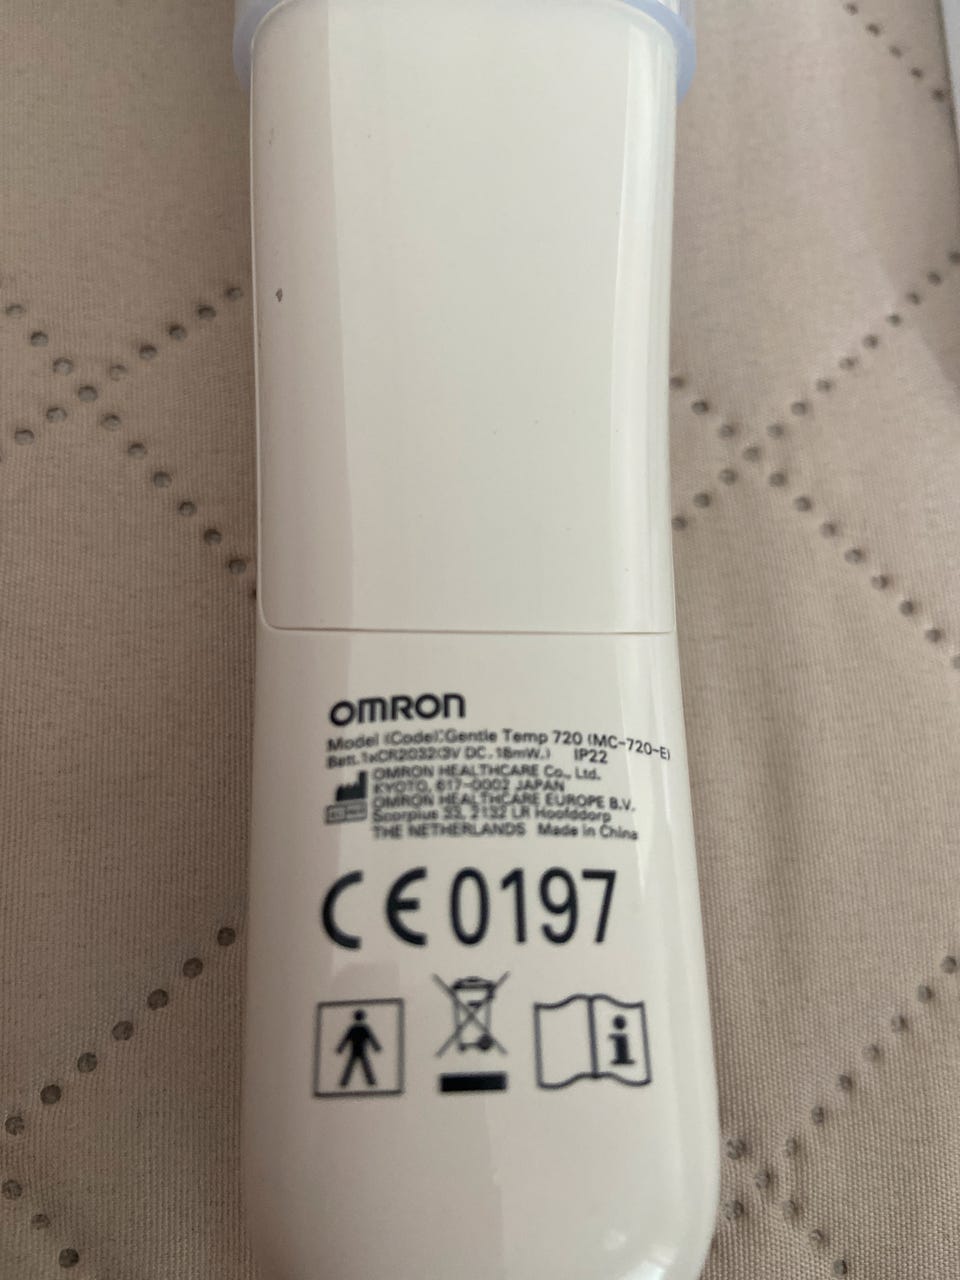 OMRON
Model (Code):Gentle Temp 720 (MC-720-E)
Batt.1xCR2032(3V DC, 18mW.) IP22
OMRON HEALTHCARE Co., Ltd.
KYOTO, 617-0002 JAPAN
OMRON HEALTHCARE EUROPE B.V.
Scorpius 33, 2132 LR Hoofddorp
THE NETHERLANDS Made in China
CE 0197
i